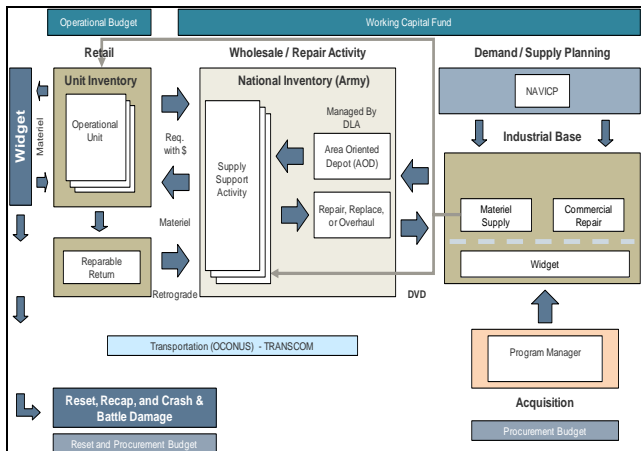 Operational Budget
Working Capital Fund
Retail
Wholesale / Repair Activity
Demand / Supply Planning
Widget
Materiel
Unit Inventory
Operational
Unit
Req.
with $
National Inventory (Army)
Managed By
DLA
Supply
Support
Activity
Area Oriented
Depot (AOD)
Repair, Replace,
or Overhaul
NAVICP
Industrial Base
Materiel
Supply
Commercial
Repair
Widget
Materiel
Reparable
Return
Retrograde
DVD
Transportation (OCONUS) - TRANSCOM
Program Manager
Acquisition
Procurement Budget
Reset, Recap, and Crash &
Battle Damage
Reset and Procurement Budget